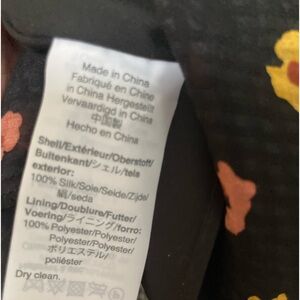 Made in China
Fabriqué en Chine
in China Hergestellt
Vervaardigd in China
中国製
Hecho en China
Shell/Extérieur/Oberstoff/
Buitenkant/シェル/tela
exterior:
100% Silk/Soie/Seide/Zijde/
絹/seda
Lining/Doublure/Futter/
Voering/ライニング/forro:
100% Polyester/Polyester/
Polyester/Polyester/
ポリエステル/
poliéster
Dry clean.